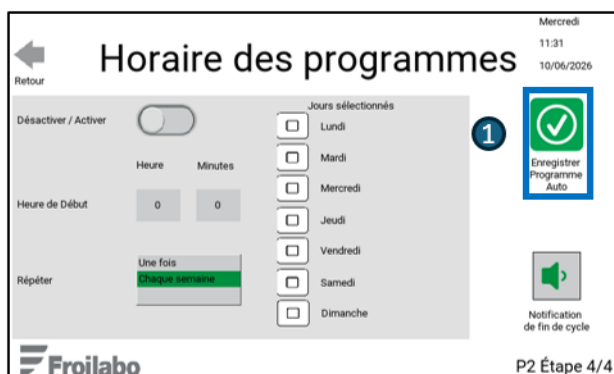 Mercredi
11:31
10/06/2026
Retour
Horaire des programmes
Désactiver / Activer
Heure
Minutes
Heure de Début
0
0
Répéter
Une fois
Chaque semaine
Jours sélectionnés
Lundi
Mardi
Mercredi
Jeudi
Vendredi
Samedi
Dimanche
1
Enregistrer
Programme
Auto
Notification
de fin de cycle
Froilabo
P2 Étape 4/4